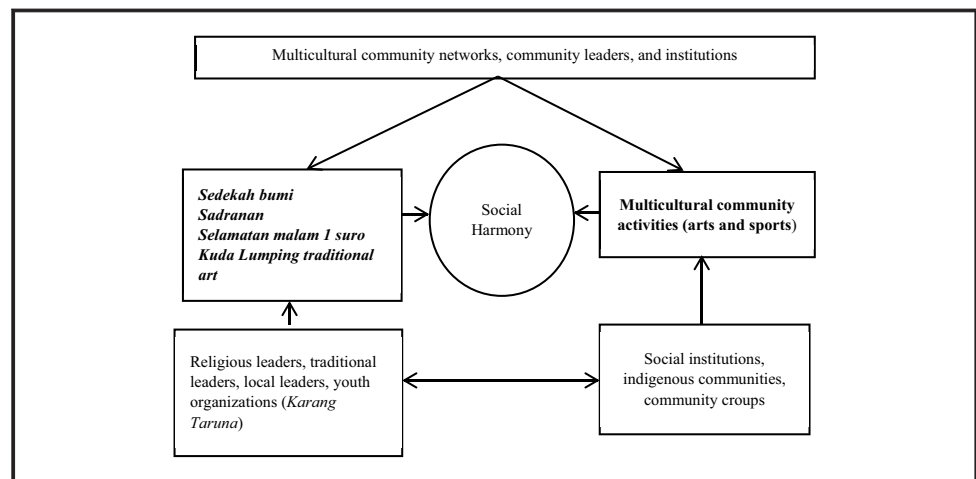 Multicultural community networks, community leaders, and institutions
Sedekah bumi
Sadranan
Selamatan malam 1 suro
Kuda Lumping traditional
art
Social
Harmony
Multicultural community
activities (arts and sports)
Religious leaders, traditional
leaders, local leaders, youth
organizations (Karang
Taruna)
Social institutions,
indigenous communities,
community croups